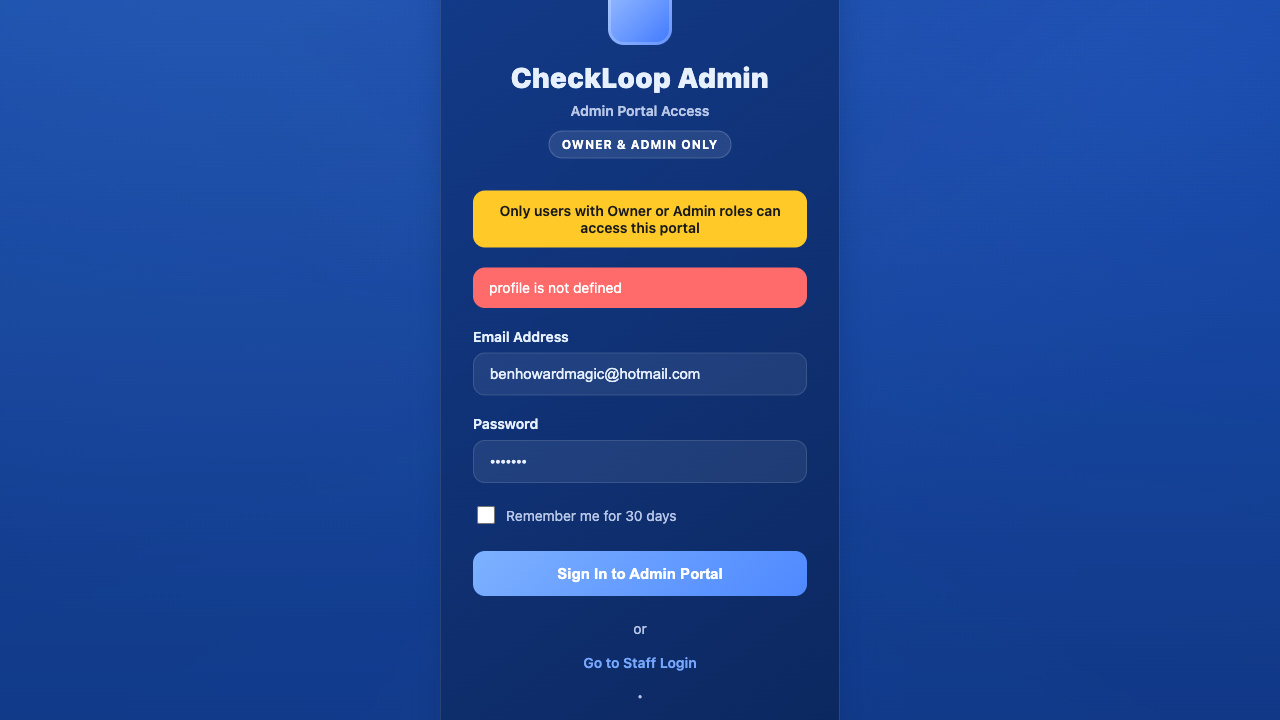 CheckLoop Admin
Admin Portal Access
OWNER & ADMIN ONLY
Only users with Owner or Admin roles can
access this portal
profile is not defined
Email Address
benhowardmagic@hotmail.com
Password
•••••••
Remember me for 30 days
Sign In to Admin Portal
or
Go to Staff Login
•